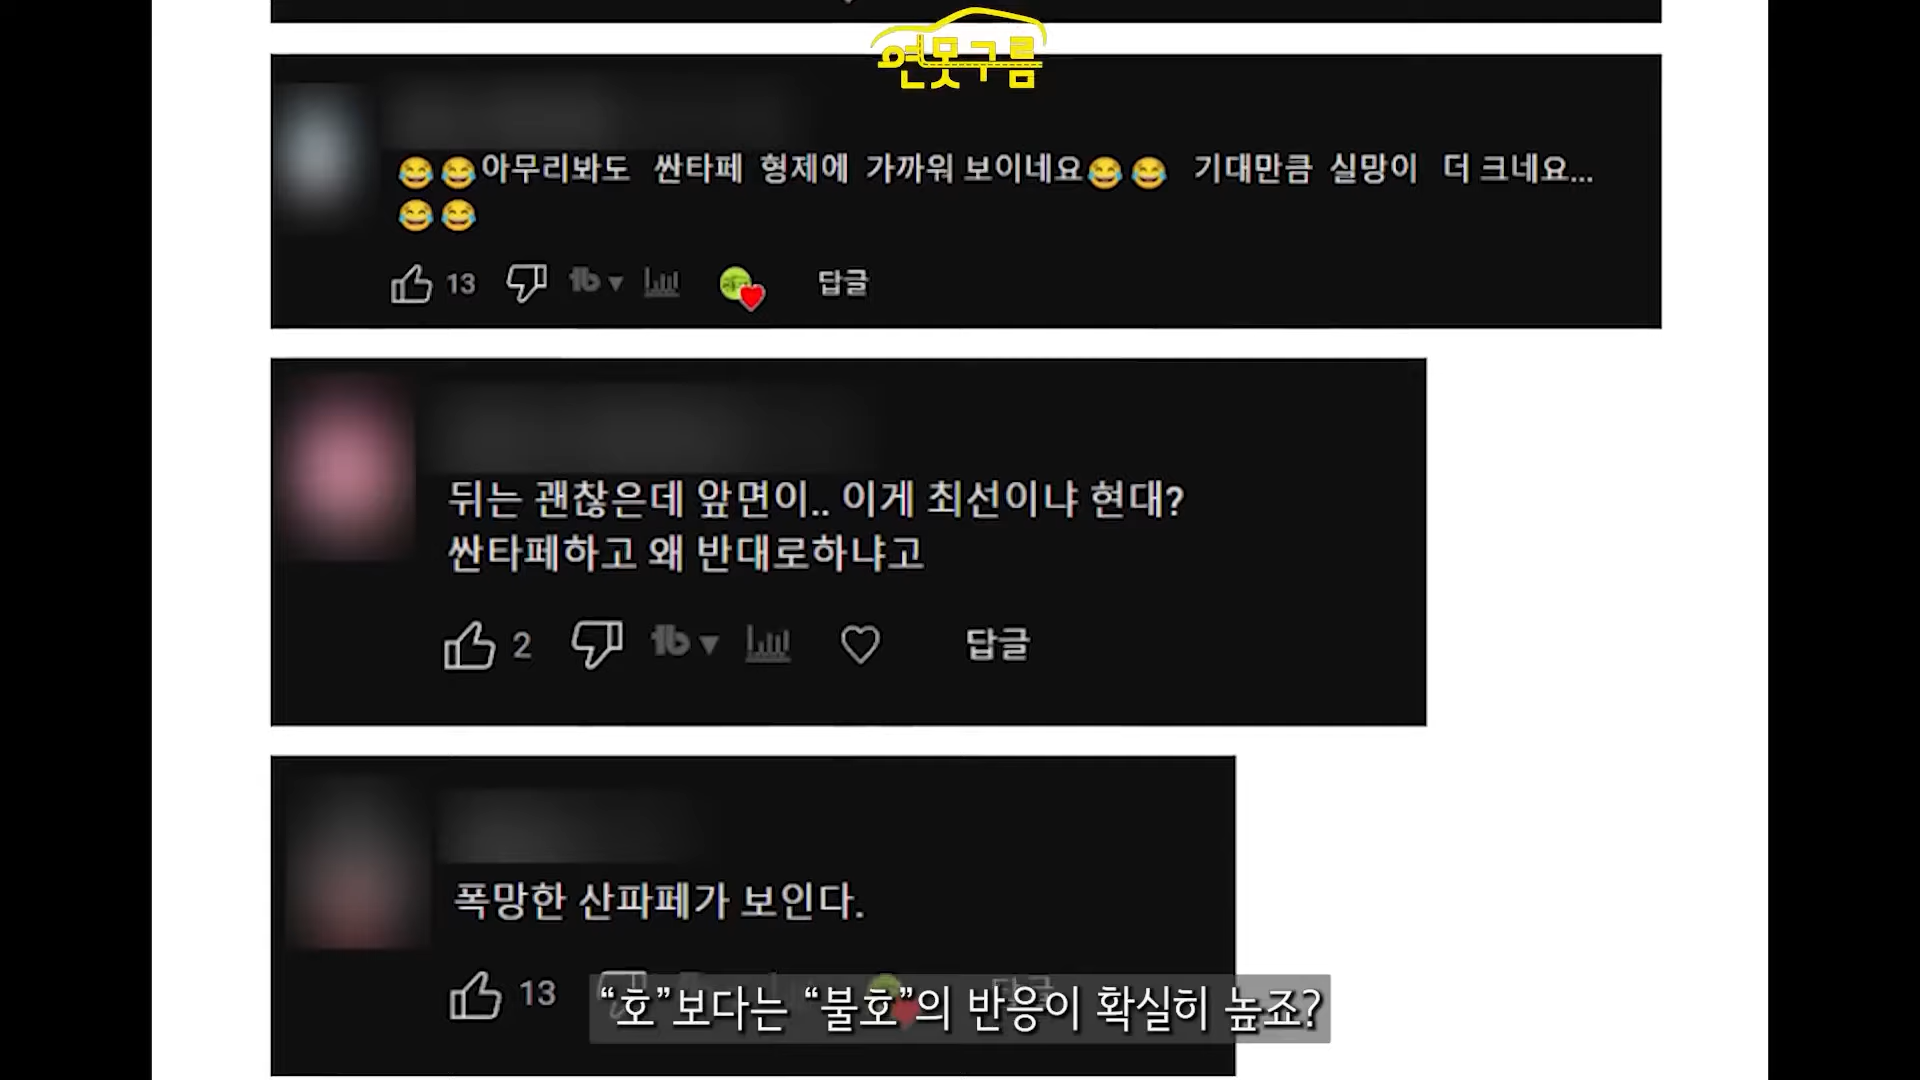 연못구름
😂😂아무리봐도 싼타페 형제에 가까워 보이네요😂😂 기대만큼 실망이 더 크네요...
😂😂
13
답글
뒤는 괜찮은데 앞면이.. 이게 최선이냐 현대?
싼타페하고 왜 반대로하냐고
2
답글
폭망한 산파페가 보인다.
13
답글
“호”보다는 “불호”의 반응이 확실히 높죠?